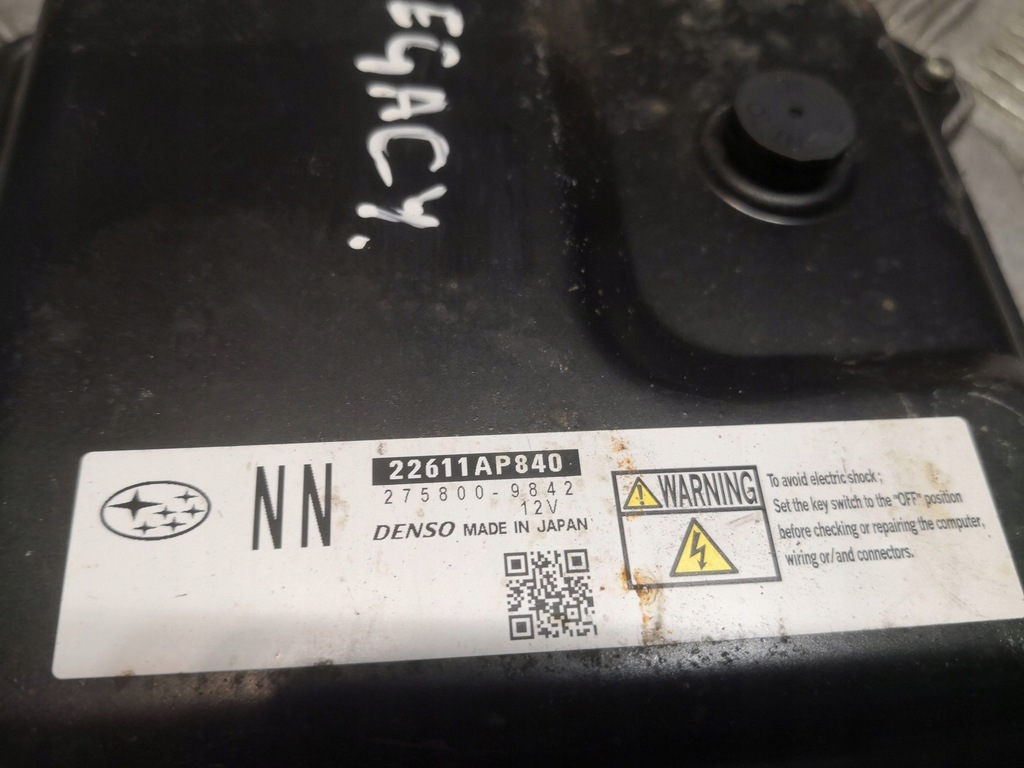 EGACY.
NN
22611AP840
275800-9842
12V
DENSO MADE IN JAPAN
WARNING
To avoid electric shock;
Set the key switch to the "OFF" position
before checking or repairing the computer,
wiring or/and connectors.